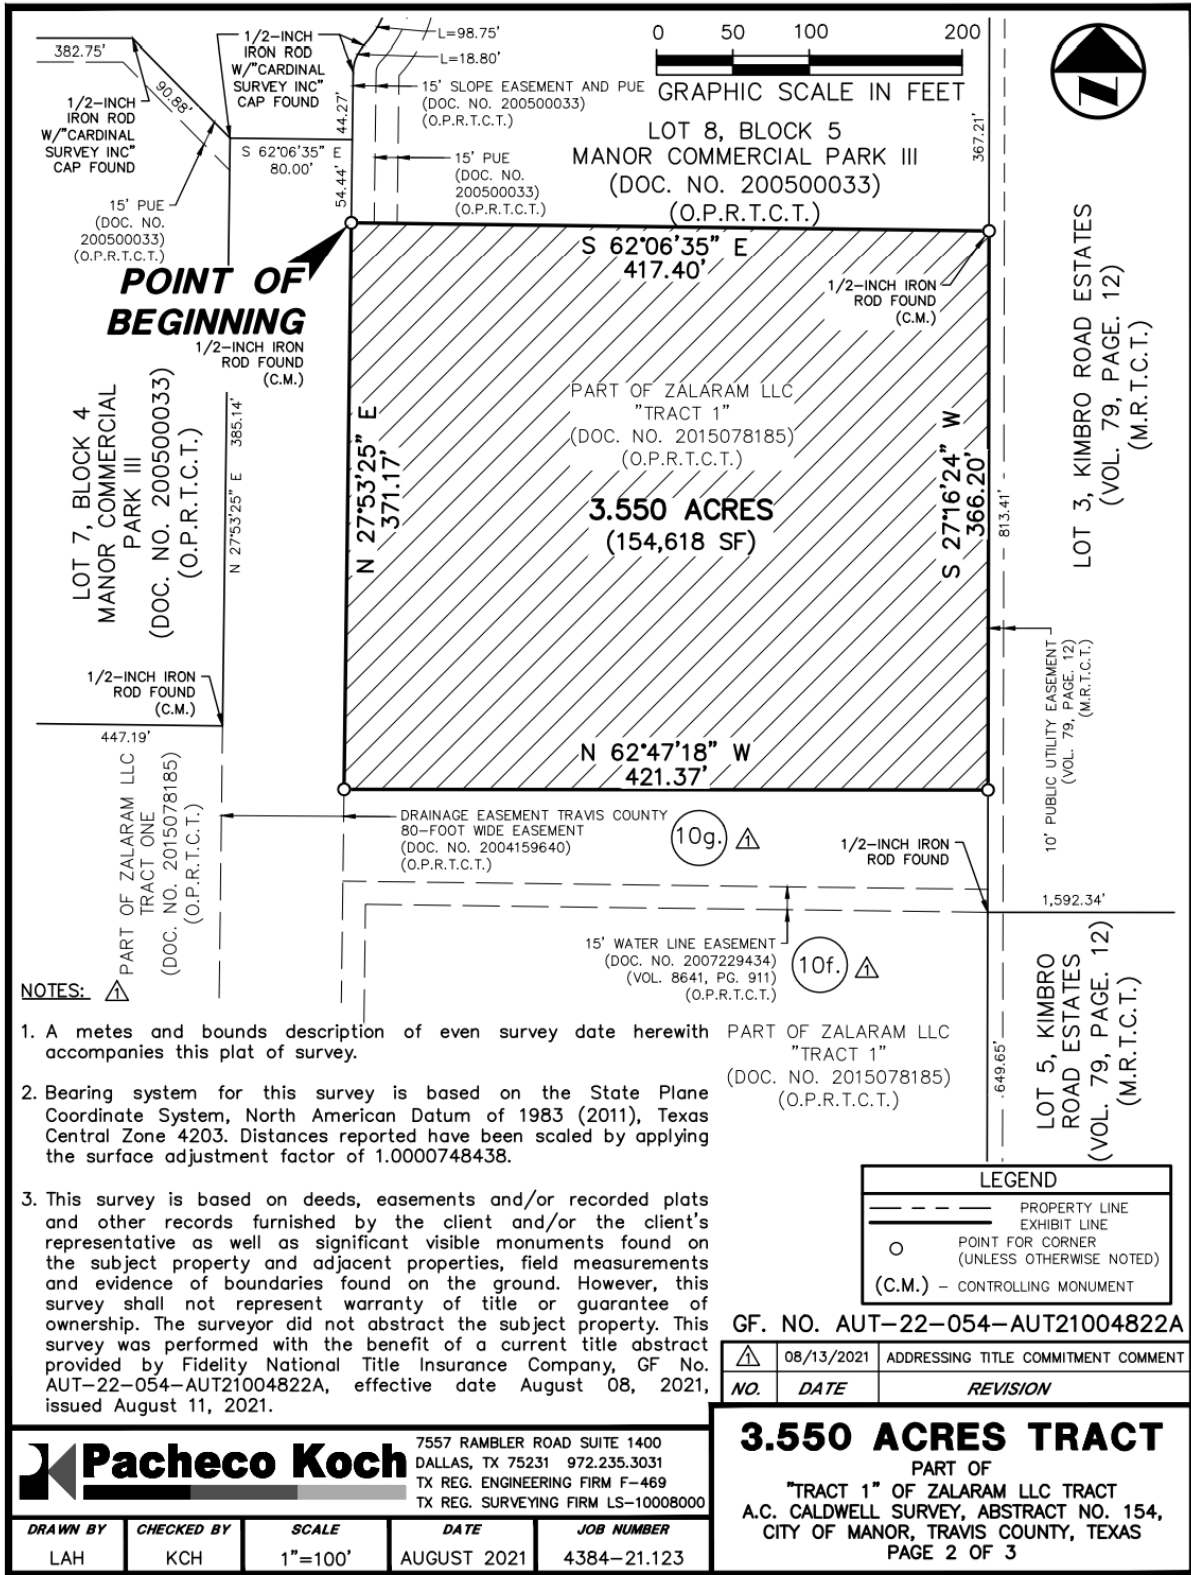 382.75'
90.88'
1/2-INCH
IRON ROD
W/"CARDINAL
SURVEY INC"
CAP FOUND
1/2-INCH
IRON ROD
W/"CARDINAL
SURVEY INC"
CAP FOUND
15' PUE
(DOC. NO.
200500033)
(O.P.R.T.C.T.)
S 62°06'35" E
80.00'
44.27'
54.44'
L=98.75'
L=18.80'
15' SLOPE EASEMENT AND PUE
(DOC. NO. 200500033)
(O.P.R.T.C.T.)
15' PUE
(DOC. NO.
200500033)
(O.P.R.T.C.T.)
0 50 100 200
GRAPHIC SCALE IN FEET
LOT 8, BLOCK 5
MANOR COMMERCIAL PARK III
(DOC. NO. 200500033)
(O.P.R.T.C.T.)
367.21'
N
POINT OF
BEGINNING
1/2-INCH IRON
ROD FOUND
(C.M.)
S 62°06'35" E
417.40'
1/2-INCH IRON
ROD FOUND
(C.M.)
LOT 3, KIMBRO ROAD ESTATES
(VOL. 79, PAGE. 12)
(M.R.T.C.T.)
LOT 7, BLOCK 4
MANOR COMMERCIAL
PARK III
(DOC. NO. 200500033)
(O.P.R.T.C.T.)
N 27°53'25" E 385.14'
N 27°53'25" E
371.17'
PART OF ZALARAM LLC
"TRACT 1"
(DOC. NO. 2015078185)
(O.P.R.T.C.T.)
3.550 ACRES
(154,618 SF)
S 27°16'24" W
366.20'
813.41'
1/2-INCH IRON
ROD FOUND
(C.M.)
447.19'
N 62°47'18" W
421.37'
10' PUBLIC UTILITY EASEMENT
(VOL. 79, PAGE. 12)
(M.R.T.C.T.)
PART OF ZALARAM LLC
TRACT ONE
(DOC. NO. 2015078185)
(O.P.R.T.C.T.)
DRAINAGE EASEMENT TRAVIS COUNTY
80-FOOT WIDE EASEMENT
(DOC. NO. 2004159640)
(O.P.R.T.C.T.)
10g. 1
1/2-INCH IRON
ROD FOUND
1,592.34'
15' WATER LINE EASEMENT
(DOC. NO. 2007229434)
(VOL. 8641, PG. 911)
(O.P.R.T.C.T.)
10f. 1
LOT 5, KIMBRO
ROAD ESTATES
(VOL. 79, PAGE. 12)
(M.R.T.C.T.)
649.65'
PART OF ZALARAM LLC
"TRACT 1"
(DOC. NO. 2015078185)
(O.P.R.T.C.T.)
NOTES: 1
1. A metes and bounds description of even survey date herewith
accompanies this plat of survey.
2. Bearing system for this survey is based on the State Plane
Coordinate System, North American Datum of 1983 (2011), Texas
Central Zone 4203. Distances reported have been scaled by applying
the surface adjustment factor of 1.0000748438.
3. This survey is based on deeds, easements and/or recorded plats
and other records furnished by the client and/or the client's
representative as well as significant visible monuments found on
the subject property and adjacent properties, field measurements
and evidence of boundaries found on the ground. However, this
survey shall not represent warranty of title or guarantee of
ownership. The surveyor did not abstract the subject property. This
survey was performed with the benefit of a current title abstract
provided by Fidelity National Title Insurance Company, GF No.
AUT-22-054-AUT21004822A, effective date August 08, 2021,
issued August 11, 2021.
LEGEND
PROPERTY LINE
EXHIBIT LINE
POINT FOR CORNER
(UNLESS OTHERWISE NOTED)
(C.M.) - CONTROLLING MONUMENT
GF. NO. AUT-22-054-AUT21004822A
1 08/13/2021 ADDRESSING TITLE COMMITMENT COMMENT
NO. DATE REVISION
Pacheco Koch
7557 RAMBLER ROAD SUITE 1400
DALLAS, TX 75231 972.235.3031
TX REG. ENGINEERING FIRM F-469
TX REG. SURVEYING FIRM LS-10008000
DRAWN BY CHECKED BY SCALE DATE JOB NUMBER
LAH KCH 1"=100' AUGUST 2021 4384-21.123
3.550 ACRES TRACT
PART OF
"TRACT 1" OF ZALARAM LLC TRACT
A.C. CALDWELL SURVEY, ABSTRACT NO. 154,
CITY OF MANOR, TRAVIS COUNTY, TEXAS
PAGE 2 OF 3